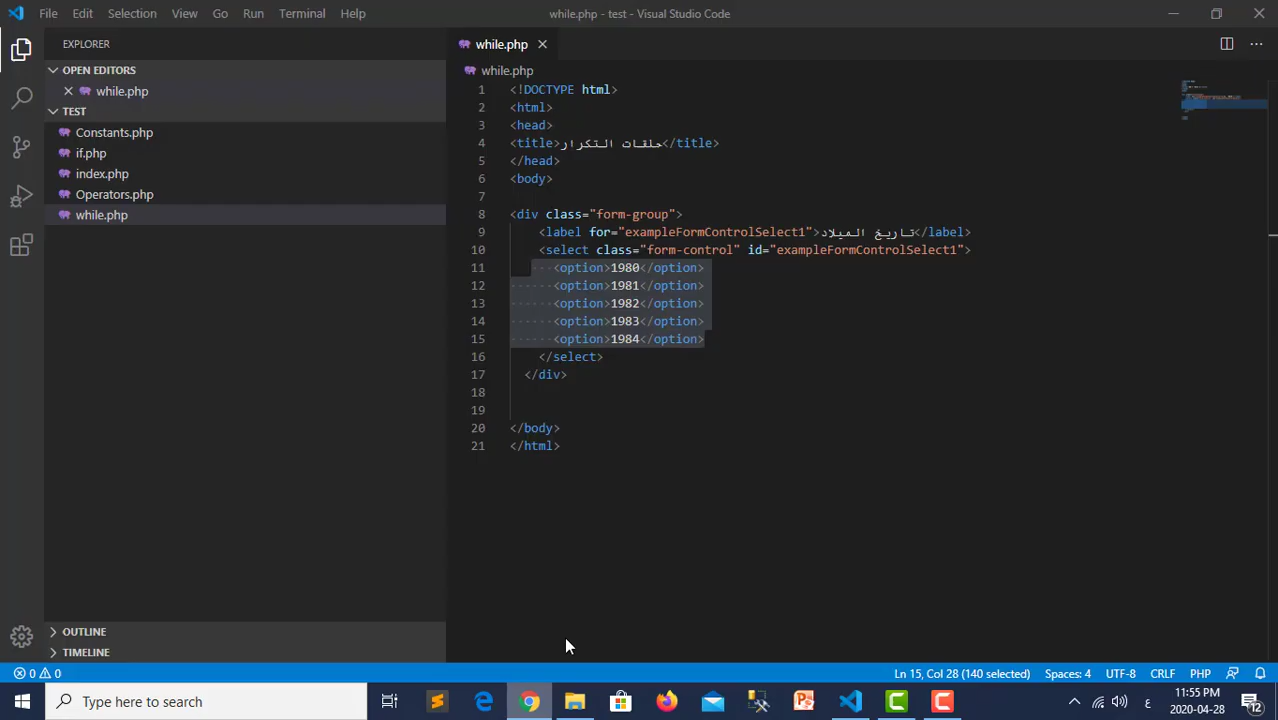 File Edit Selection View Go Run Terminal Help
while.php - test - Visual Studio Code
EXPLORER
OPEN EDITORS
while.php
TEST
Constants.php
if.php
index.php
Operators.php
while.php
OUTLINE
TIMELINE
while.php
while.php
1 <!DOCTYPE html>
2 <html>
3 <head>
4 <title>حلقات التكرار</title>
5 </head>
6 <body>
7
8 <div class="form-group">
9 <label for="exampleFormControlSelect1">تاريخ الميلاد</label>
10 <select class="form-control" id="exampleFormControlSelect1">
11 <option>1980</option>
12 <option>1981</option>
13 <option>1982</option>
14 <option>1983</option>
15 <option>1984</option>
16 </select>
17 </div>
18
19
20 </body>
21 </html>
0 0
Ln 15, Col 28 (140 selected) Spaces: 4 UTF-8 CRLF PHP
Type here to search
ع
11:55 PM
2020-04-28
12